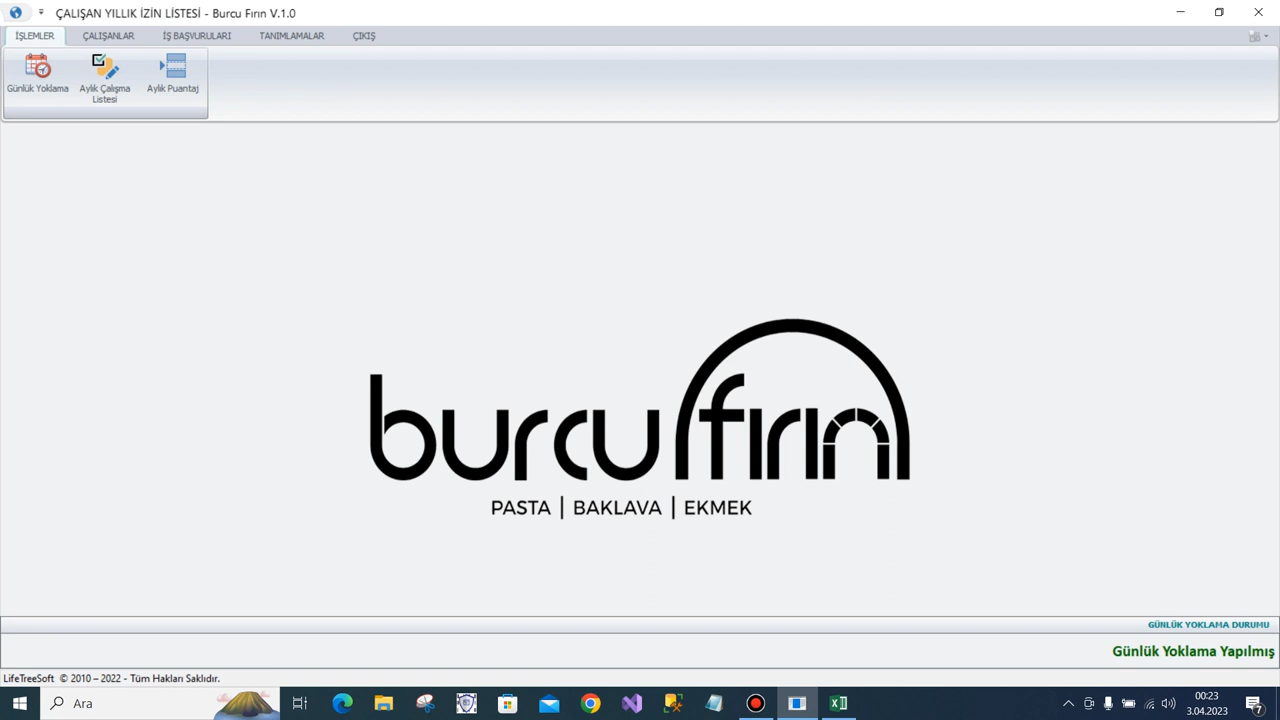 ÇALIŞAN YILLIK İZİN LİSTESİ - Burcu Fırın V.1.0
İŞLEMLER ÇALIŞANLAR İŞ BAŞVURULARI TANIMLAMALAR ÇIKIŞ
Günlük Yoklama
Aylık Çalışma
Listesi
Aylık Puantaj
burcu fırın
PASTA | BAKLAVA | EKMEK
GÜNLÜK YOKLAMA DURUMU
Günlük Yoklama Yapılmış
LifeTreeSoft © 2010 – 2022 - Tüm Hakları Saklıdır.
Ara
00:23
3.04.2023
7